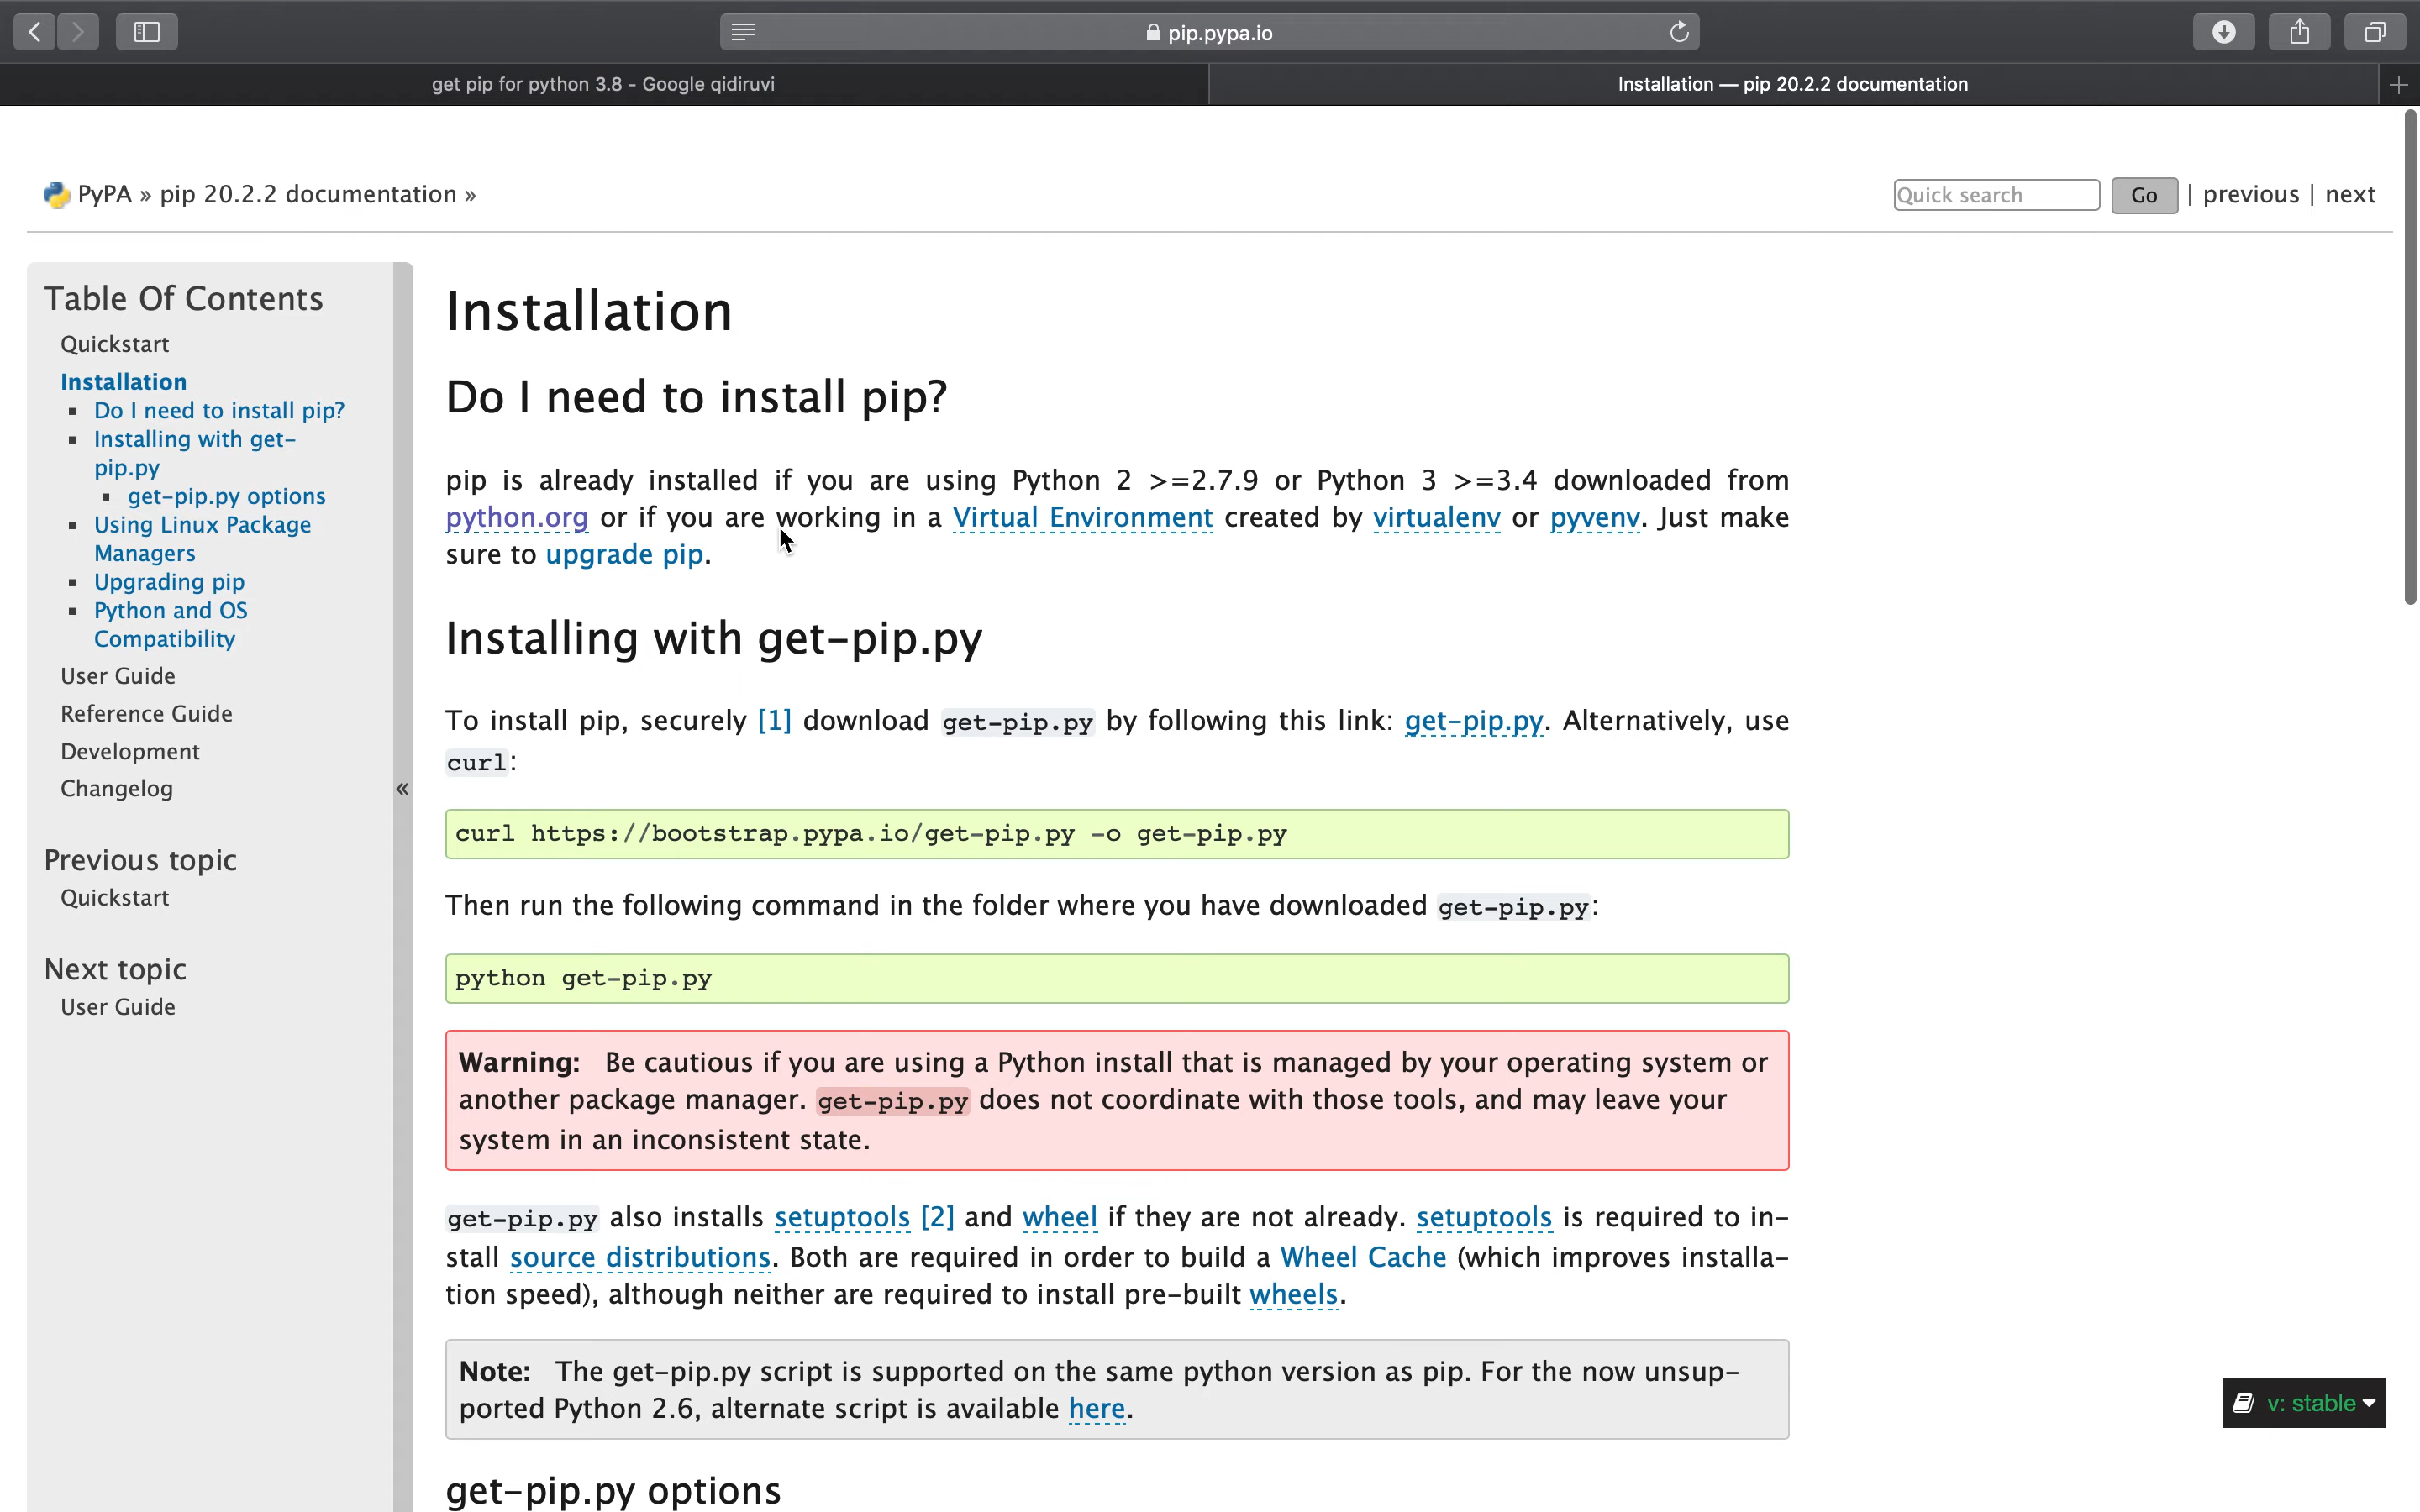 pip.pypa.io
get pip for python 3.8 - Google qidiruvi
Installation — pip 20.2.2 documentation
PyPA » pip 20.2.2 documentation »
Quick search Go | previous | next
Table Of Contents
Quickstart
Installation
Do I need to install pip?
Installing with get-
pip.py
get-pip.py options
Using Linux Package
Managers
Upgrading pip
Python and OS
Compatibility
User Guide
Reference Guide
Development
Changelog
«
Previous topic
Quickstart
Next topic
User Guide
Installation
Do I need to install pip?
pip is already installed if you are using Python 2 >=2.7.9 or Python 3 >=3.4 downloaded from
python.org or if you are working in a Virtual Environment created by virtualenv or pyvenv. Just make
sure to upgrade pip.
Installing with get-pip.py
To install pip, securely [1] download get-pip.py by following this link: get-pip.py. Alternatively, use
curl:
curl https://bootstrap.pypa.io/get-pip.py -o get-pip.py
Then run the following command in the folder where you have downloaded get-pip.py:
python get-pip.py
Warning: Be cautious if you are using a Python install that is managed by your operating system or
another package manager. get-pip.py does not coordinate with those tools, and may leave your
system in an inconsistent state.
get-pip.py also installs setuptools [2] and wheel if they are not already. setuptools is required to in-
stall source distributions. Both are required in order to build a Wheel Cache (which improves installa-
tion speed), although neither are required to install pre-built wheels.
Note: The get-pip.py script is supported on the same python version as pip. For the now unsup-
ported Python 2.6, alternate script is available here.
get-pip.py options
v: stable